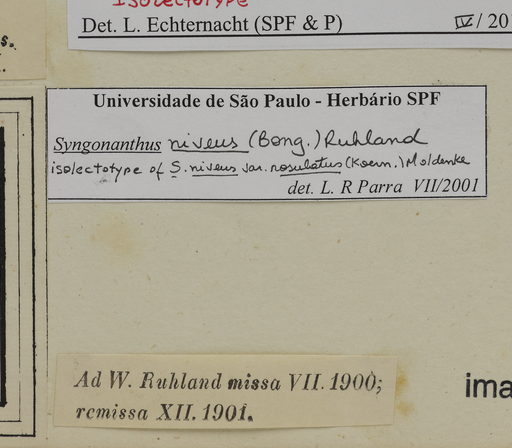 Isolectotype
Det. L. Echternacht (SPF & P) IV / 20
s.
Universidade de São Paulo - Herbário SPF
Syngonanthus niveus (Bong.) Ruhland
isolectotype of S. niveus var. rosulatus (Koern.) Moldenke
det. L. R Parra VII/2001
Ad W. Ruhland missa VII. 1900;
remissa XII. 1901.
ima